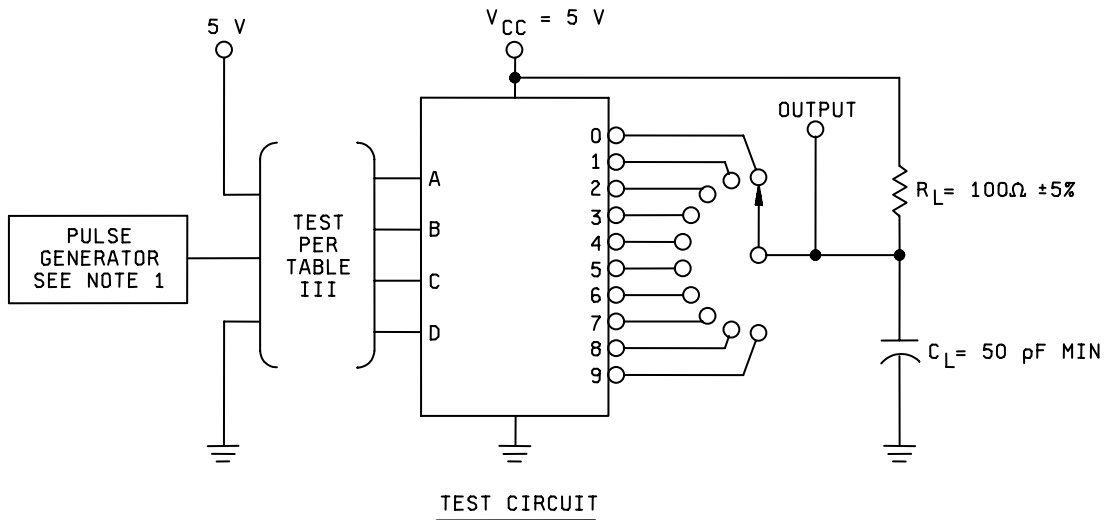 5 V
V_CC = 5 V
OUTPUT
0
1
2
3
4
5
6
7
8
9
A
B
C
D
TEST
PER
TABLE
III
PULSE
GENERATOR
SEE NOTE 1
R_L= 100Ω ±5%
C_L= 50 pF MIN
TEST CIRCUIT